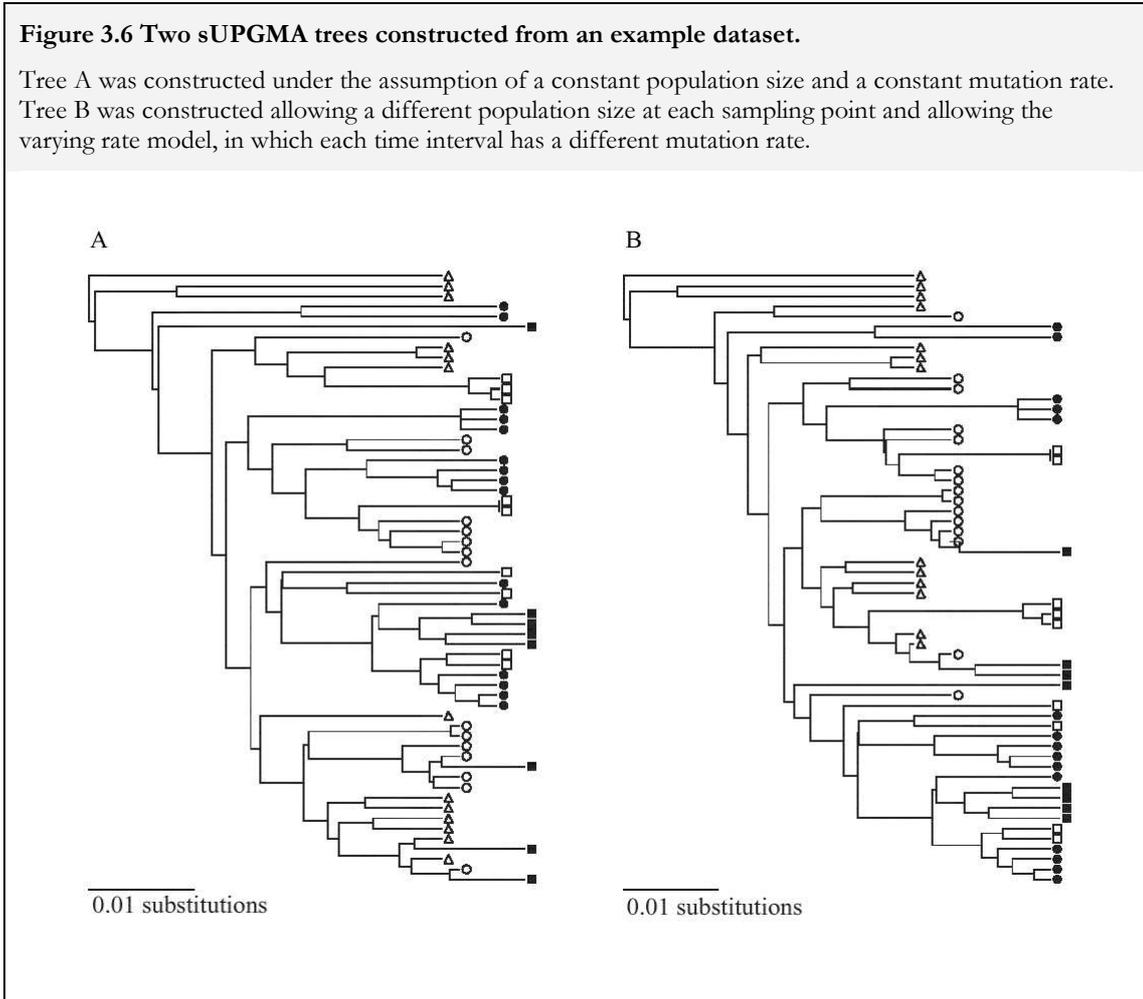 Figure 3.6 Two sUPGMA trees constructed from an example dataset.
Tree A was constructed under the assumption of a constant population size and a constant mutation rate.
Tree B was constructed allowing a different population size at each sampling point and allowing the
varying rate model, in which each time interval has a different mutation rate.
A
B
0.01 substitutions
0.01 substitutions